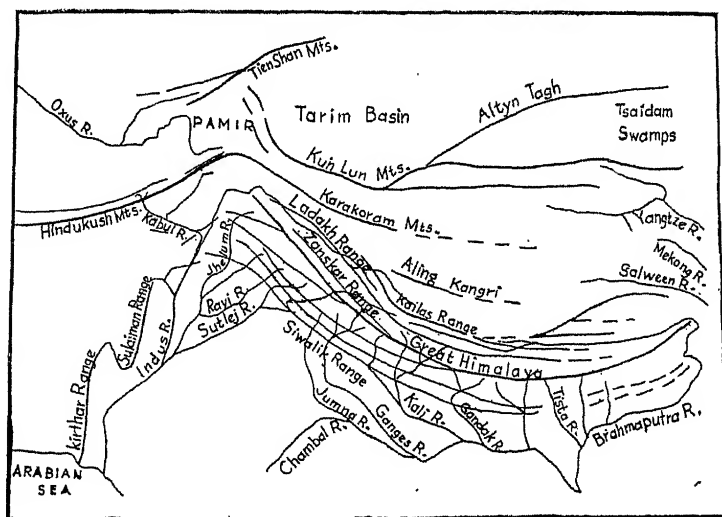 Tien Shan Mts.
Oxus R.
PAMIR
Tarim Basin
Altyn Tagh
Tsaidam
Swamps
Kun Lun Mts.
Hindukush Mts.
Kabul R.
Karakoram Mts.
Yangtze R.
Mekong R.
Salween R.
Ladakh Range
Zanskar Range
Jhelum R.
Aling Kangri
Kailas Range
Ravi R.
Sutlej R.
Sulaiman Range
Indus R.
Siwalik Range
Great Himalaya
Kirthar Range
Jumna R.
Ganges R.
Kali R.
Gandak R.
Tista R.
Brahmaputra R.
Chambal R.
ARABIAN
SEA